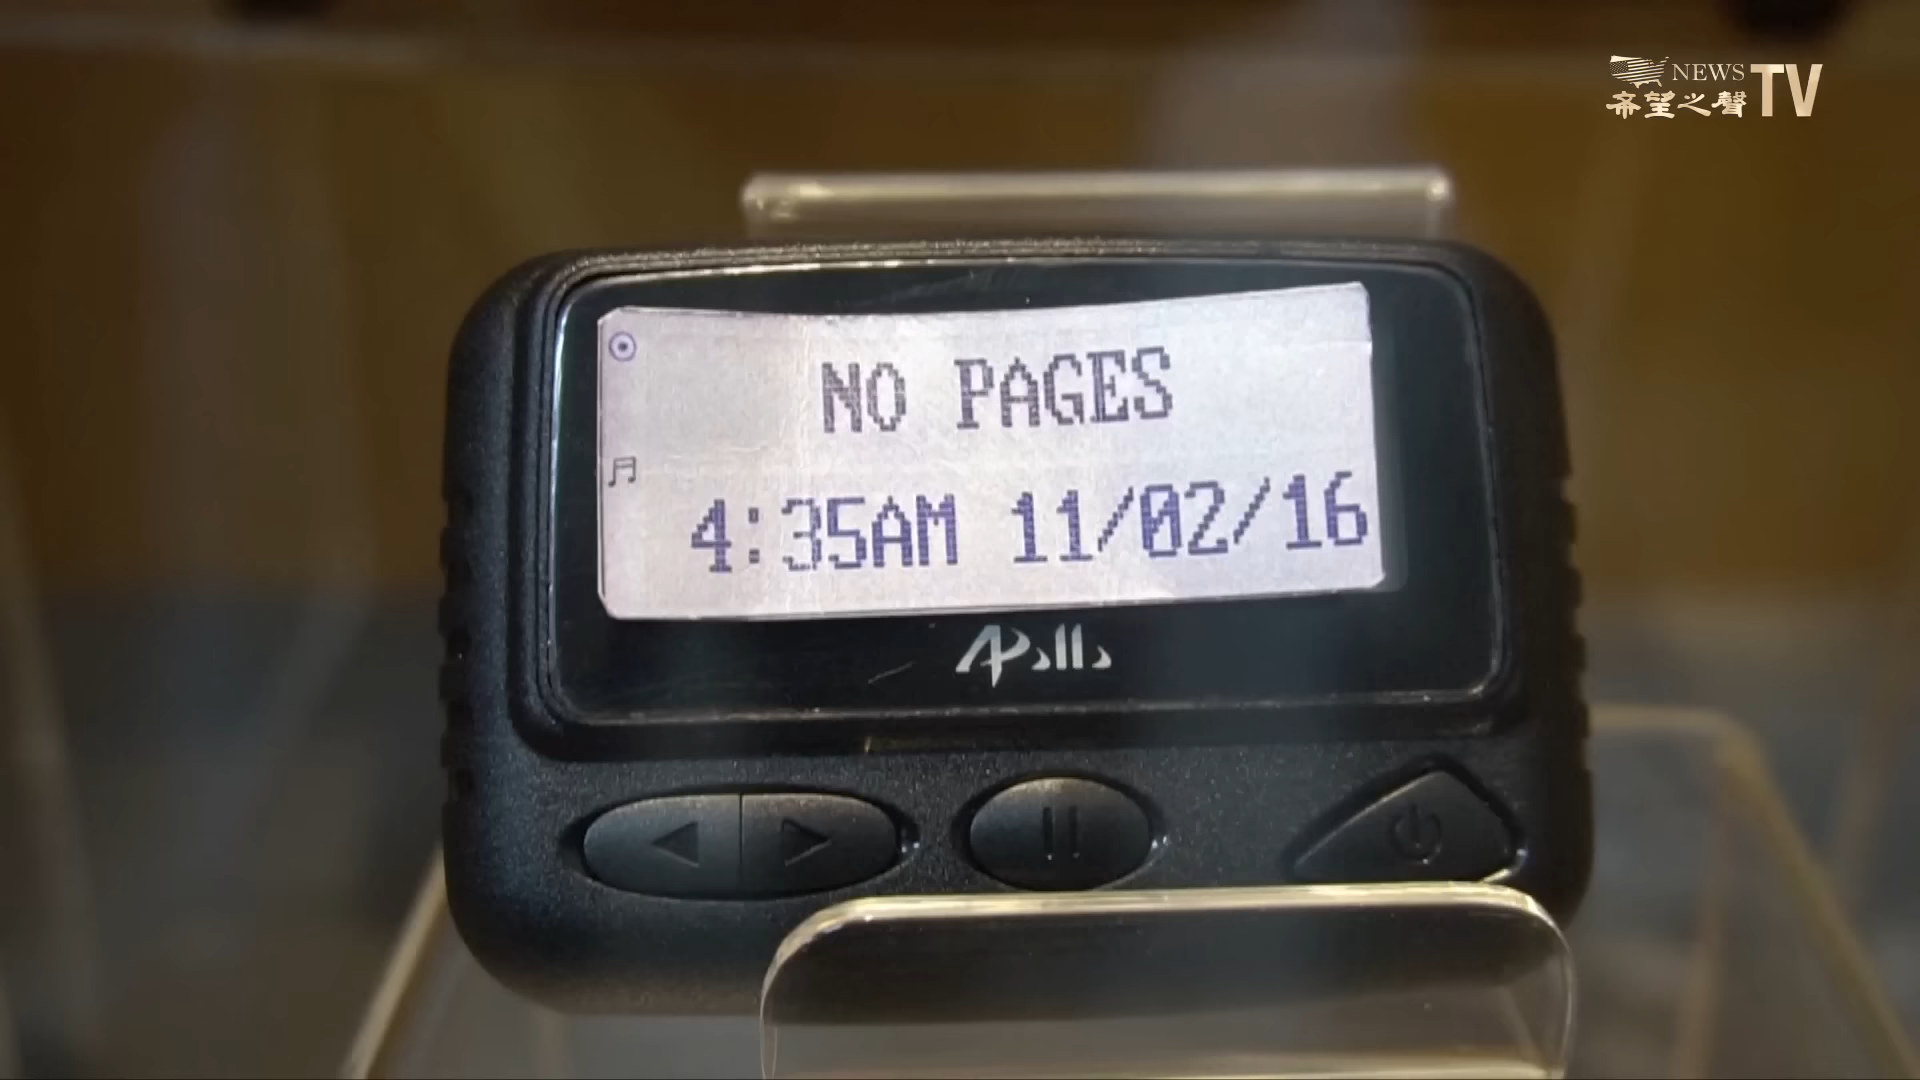 NEWS
希望之聲TV
NO PAGES
4:35AM 11/02/16
Apollo